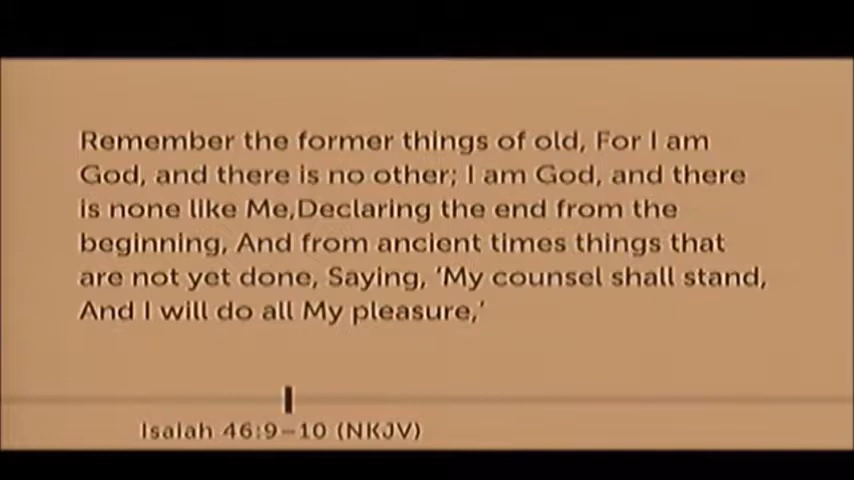 Remember the former things of old, For I am
God, and there is no other; I am God, and there
is none like Me,Declaring the end from the
beginning, And from ancient times things that
are not yet done, Saying, ‘My counsel shall stand,
And I will do all My pleasure,’
Isaiah 46:9–10 (NKJV)